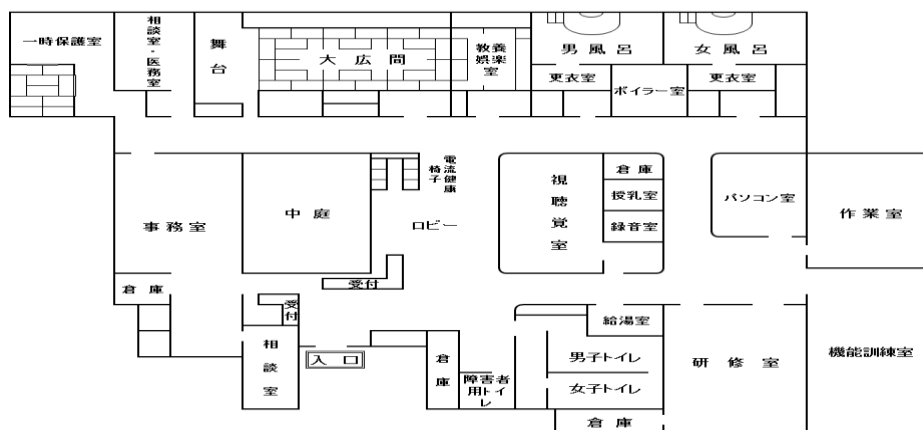 一時保護室
相談室・医務室
舞台
大広間
教養
娯楽
室
男風呂
女風呂
更衣室
ボイラー室
更衣室
事務室
中庭
電流健康
椅子
ロビー
視聴覚室
倉庫
授乳室
録音室
パソコン室
作業室
倉庫
受付
受付
相談室
入口
倉庫
障害者
用トイレ
給湯室
男子トイレ
女子トイレ
倉庫
研修室
機能訓練室